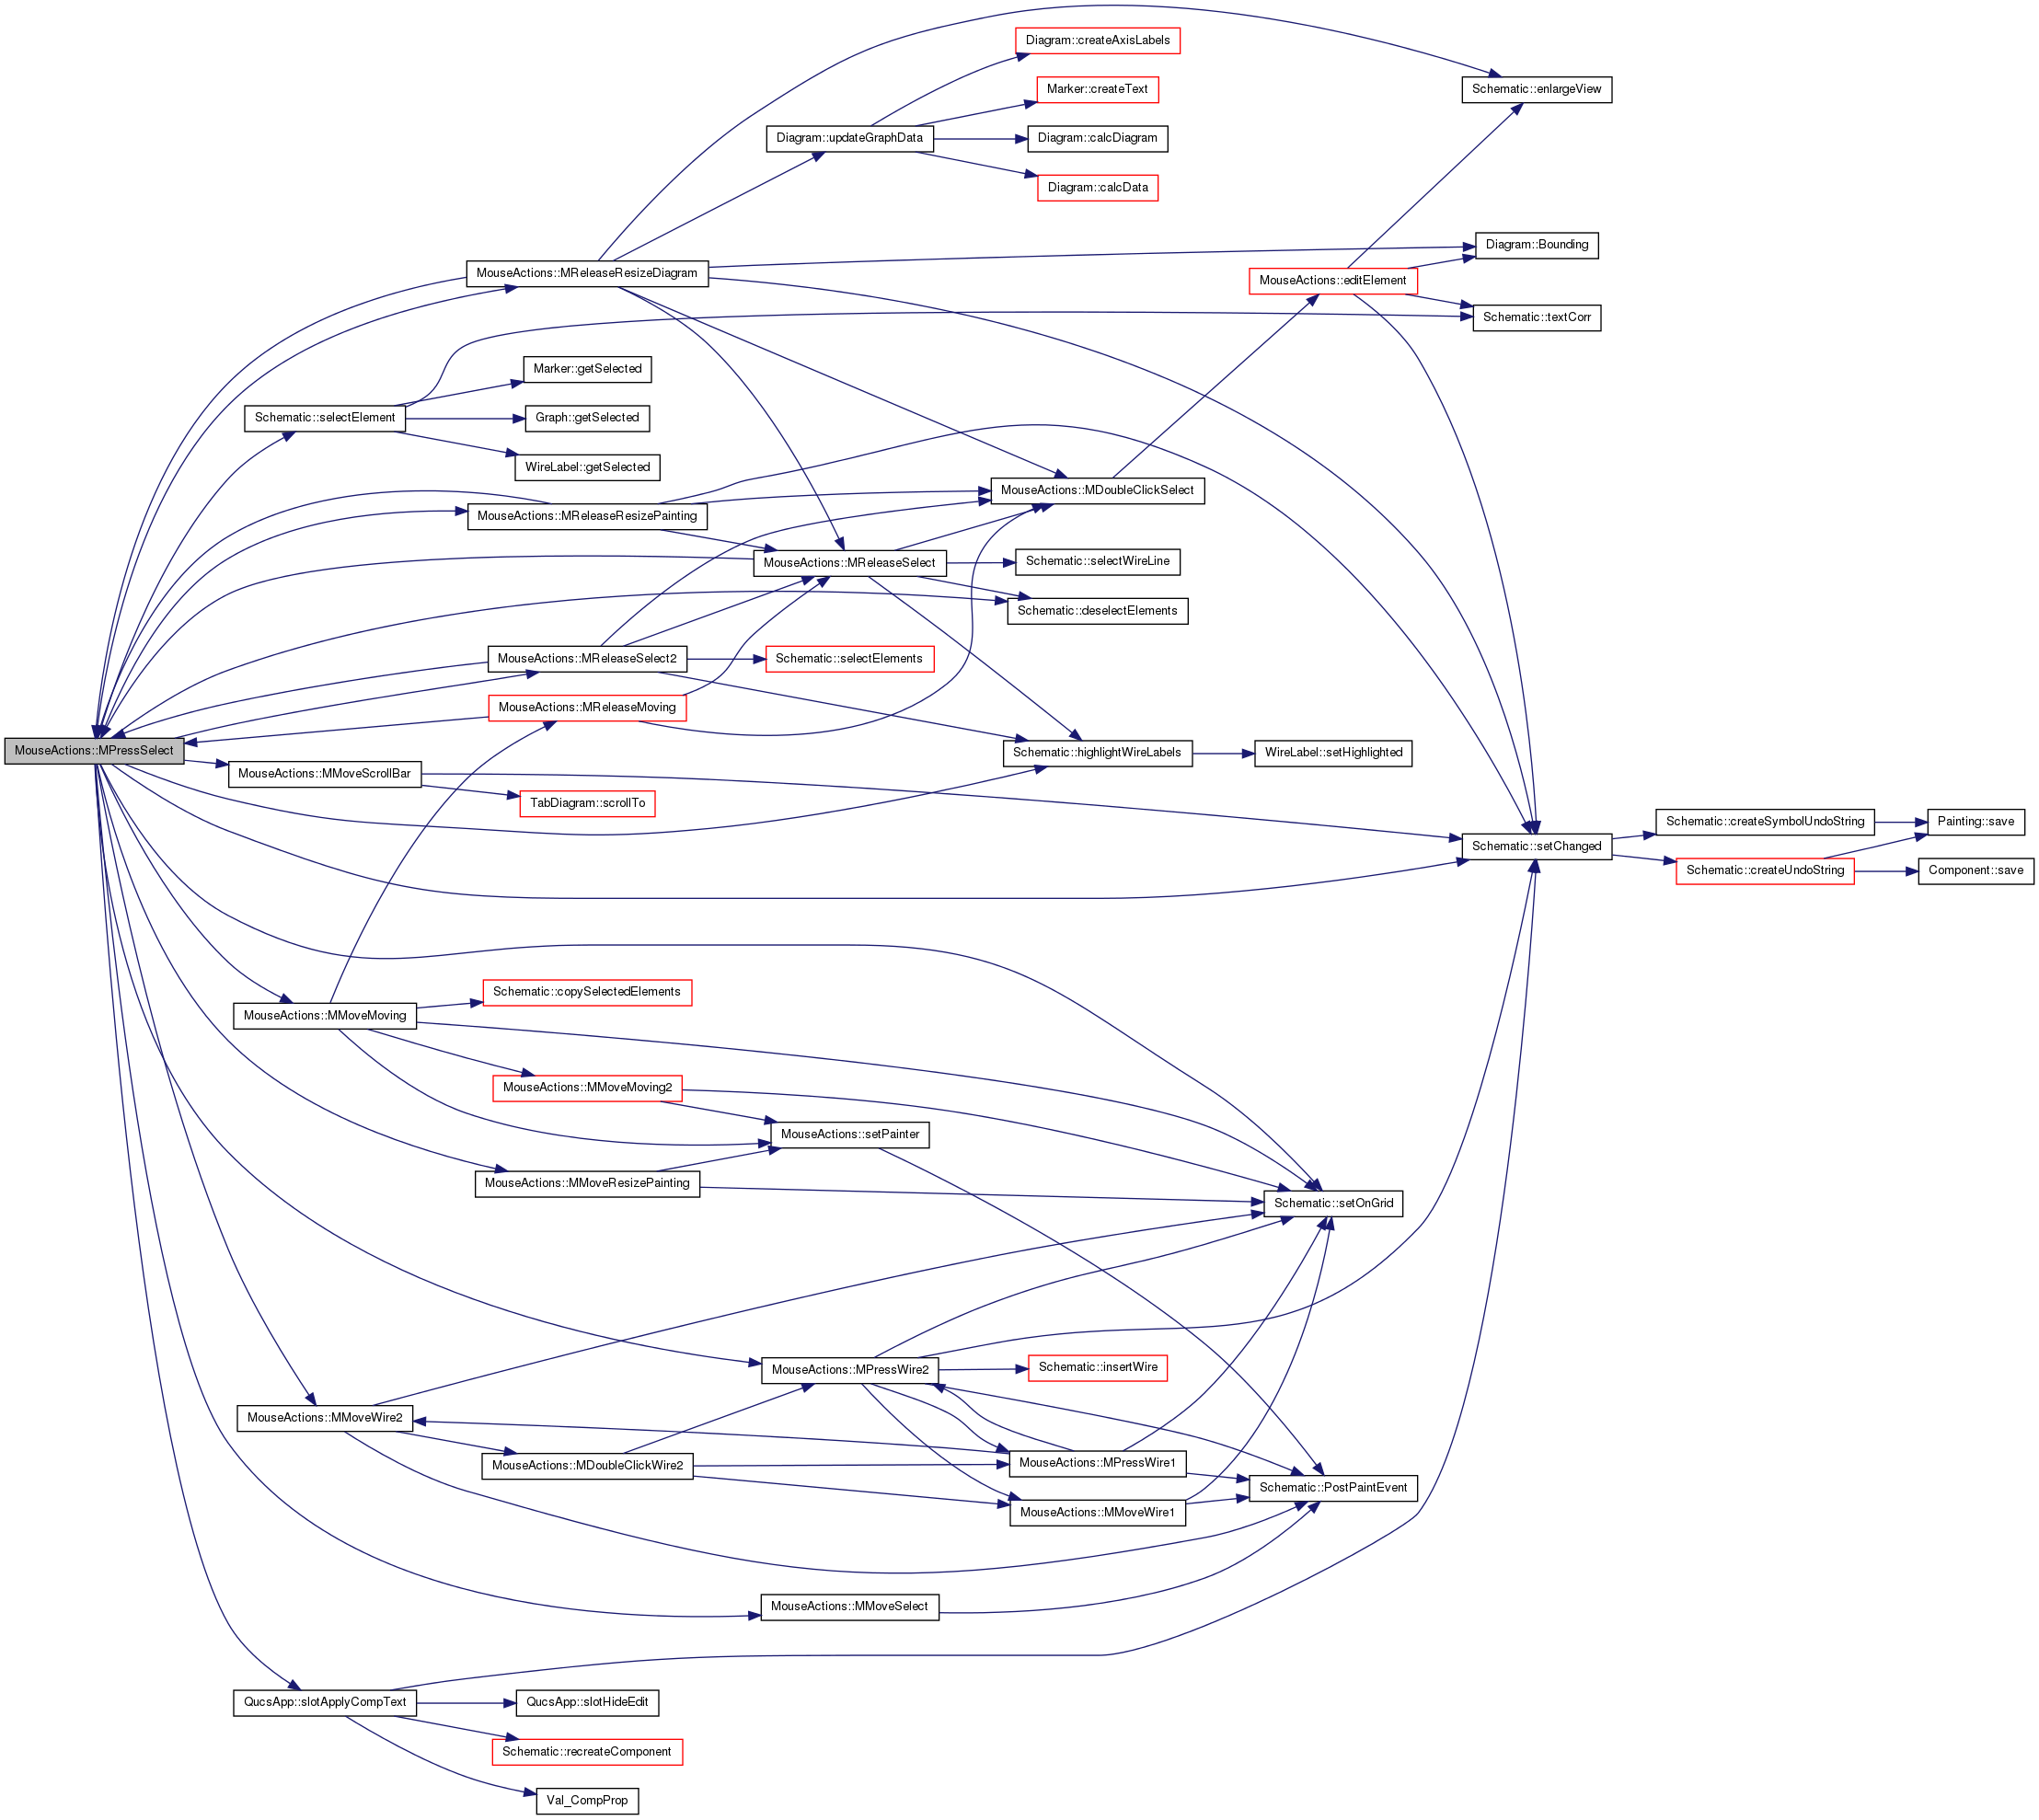 Diagram::createAxisLabels
Schematic::enlargeView
Marker::createText
Diagram::updateGraphData
Diagram::calcDiagram
Diagram::calcData
Diagram::Bounding
MouseActions::MReleaseResizeDiagram
MouseActions::editElement
Schematic::textCorr
Marker::getSelected
Schematic::selectElement
Graph::getSelected
WireLabel::getSelected
MouseActions::MDoubleClickSelect
MouseActions::MReleaseResizePainting
MouseActions::MReleaseSelect
Schematic::selectWireLine
Schematic::deselectElements
MouseActions::MReleaseSelect2
Schematic::selectElements
MouseActions::MReleaseMoving
MouseActions::MPressSelect
Schematic::highlightWireLabels
WireLabel::setHighlighted
MouseActions::MMoveScrollBar
TabDiagram::scrollTo
Schematic::createSymbolUndoString
Painting::save
Schematic::setChanged
Schematic::createUndoString
Component::save
Schematic::copySelectedElements
MouseActions::MMoveMoving
MouseActions::MMoveMoving2
MouseActions::setPainter
MouseActions::MMoveResizePainting
Schematic::setOnGrid
MouseActions::MPressWire2
Schematic::insertWire
MouseActions::MMoveWire2
MouseActions::MDoubleClickWire2
MouseActions::MPressWire1
Schematic::PostPaintEvent
MouseActions::MMoveWire1
MouseActions::MMoveSelect
QucsApp::slotApplyCompText
QucsApp::slotHideEdit
Schematic::recreateComponent
Val_CompProp